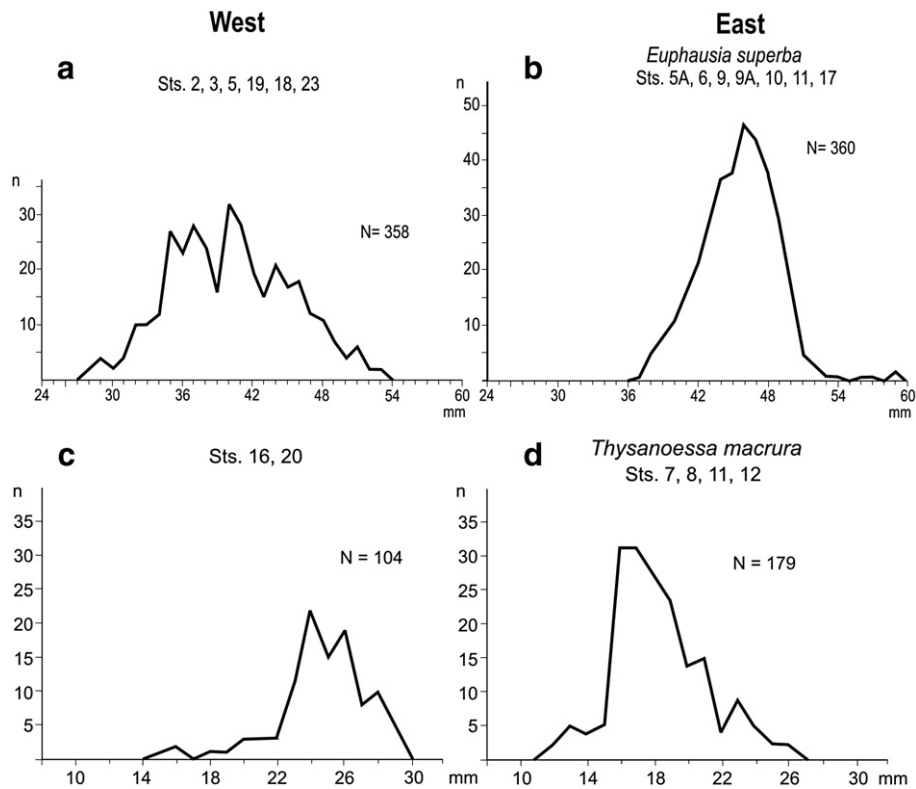 West
East
a
Sts. 2, 3, 5, 19, 18, 23
b
Euphausia superba
Sts. 5A, 6, 9, 9A, 10, 11, 17
n
30
20
10
N= 358
24
30
36
42
48
54
60
mm
n
50
40
30
20
10
N= 360
24
30
36
42
48
54
60
mm
c
Sts. 16, 20
d
Thysanoessa macrura
Sts. 7, 8, 11, 12
n
35
30
25
20
15
10
5
N = 104
10
14
18
22
26
30
mm
n
35
30
25
20
15
10
5
N = 179
10
14
18
22
26
30
mm